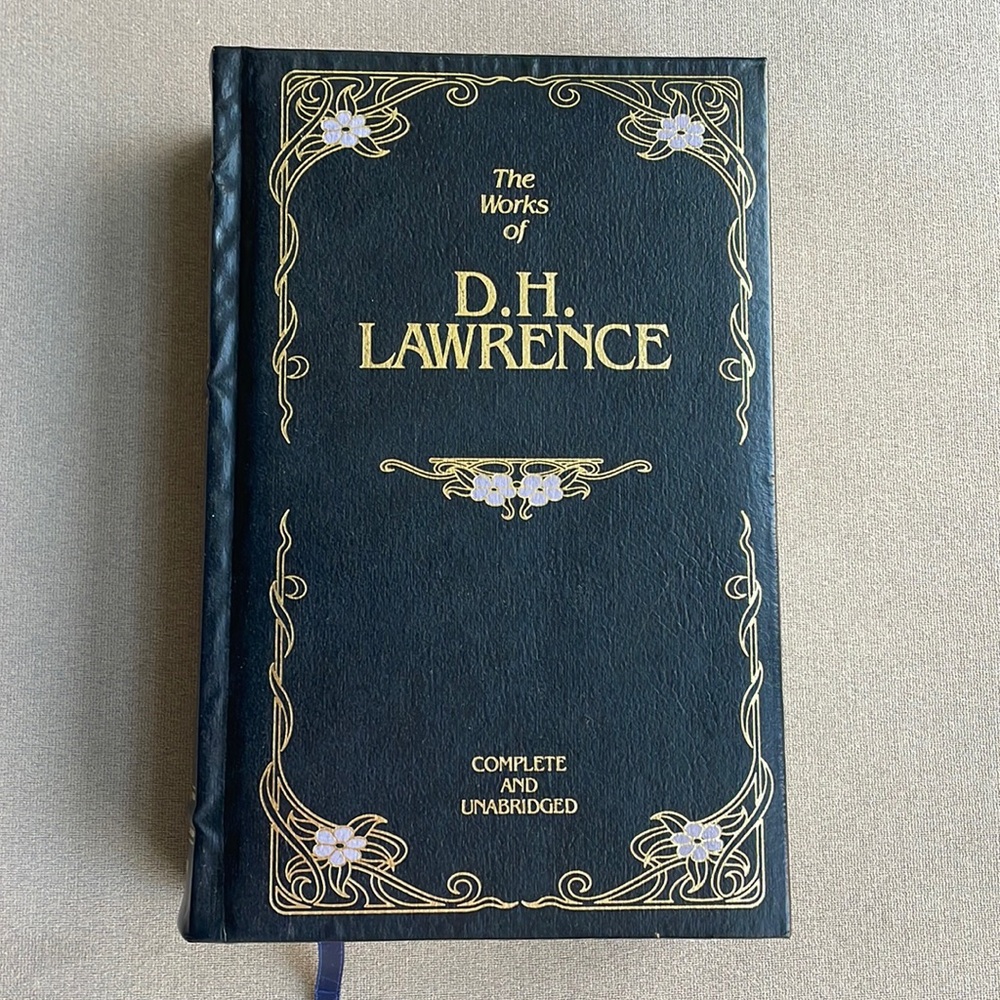 The
Works
of
D.H.
LAWRENCE
COMPLETE
AND
UNABRIDGED